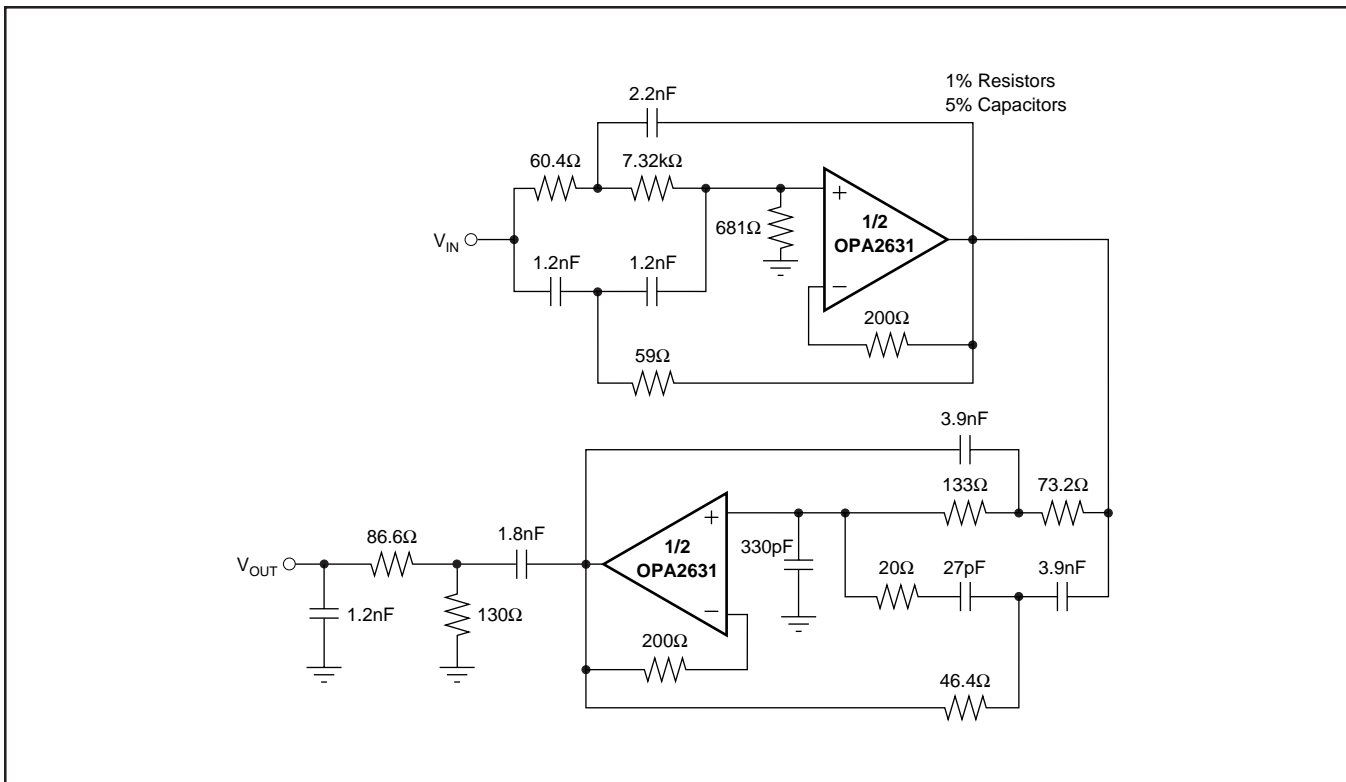 1% Resistors
5% Capacitors
2.2nF
60.4Ω
7.32kΩ
+
681Ω
1/2
OPA2631
VIN
1.2nF
1.2nF
−
200Ω
59Ω
3.9nF
133Ω
73.2Ω
+
1.8nF
86.6Ω
1/2
OPA2631
330pF
VOUT
20Ω
27pF
3.9nF
−
1.2nF
130Ω
200Ω
46.4Ω